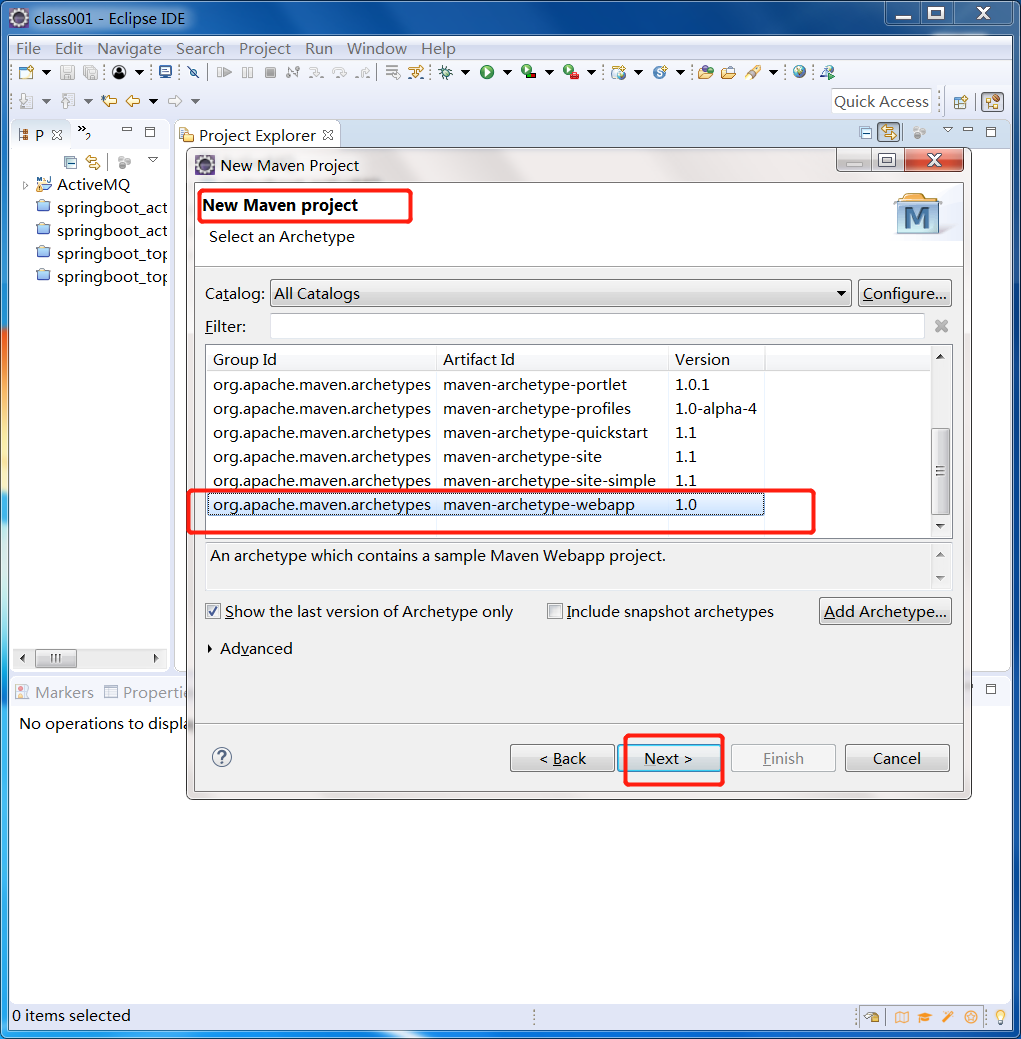 class001 - Eclipse IDE
File Edit Navigate Search Project Run Window Help
Quick Access
P
2
Project Explorer
ActiveMQ
springboot_act
springboot_act
springboot_top
springboot_top
New Maven Project
New Maven project
Select an Archetype
M
Catalog: All Catalogs Configure...
Filter:
Group Id Artifact Id Version
org.apache.maven.archetypes maven-archetype-portlet 1.0.1
org.apache.maven.archetypes maven-archetype-profiles 1.0-alpha-4
org.apache.maven.archetypes maven-archetype-quickstart 1.1
org.apache.maven.archetypes maven-archetype-site 1.1
org.apache.maven.archetypes maven-archetype-site-simple 1.1
org.apache.maven.archetypes maven-archetype-webapp 1.0
An archetype which contains a sample Maven Webapp project.
Show the last version of Archetype only Include snapshot archetypes Add Archetype...
Advanced
Markers Properti
No operations to displa
? < Back Next > Finish Cancel
0 items selected